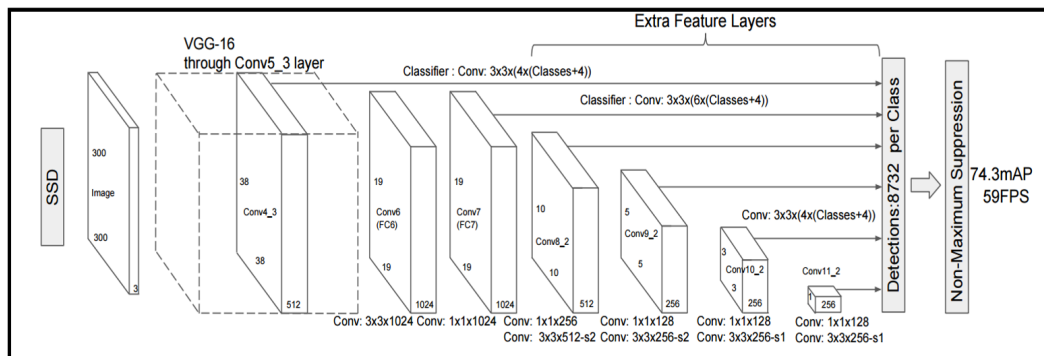 Extra Feature Layers
VGG-16
through Conv5_3 layer
Classifier : Conv: 3x3x(4x(Classes+4))
Classifier : Conv: 3x3x(6x(Classes+4))
SSD
300
Image
300
3
38
Conv4_3
38
512
19
Conv6
(FC6)
19
1024
19
Conv7
(FC7)
19
1024
10
Conv8_2
10
512
5
Conv9_2
5
256
Conv: 3x3x(4x(Classes+4))
3
Conv10_2
3
256
Conv11_2
1
256
Detections:8732 per Class
Non-Maximum Suppression
74.3mAP
59FPS
Conv: 3x3x1024
Conv: 1x1x1024
Conv: 1x1x256
Conv: 3x3x512-s2
Conv: 1x1x128
Conv: 3x3x256-s2
Conv: 1x1x128
Conv: 3x3x256-s1
Conv: 1x1x128
Conv: 3x3x256-s1